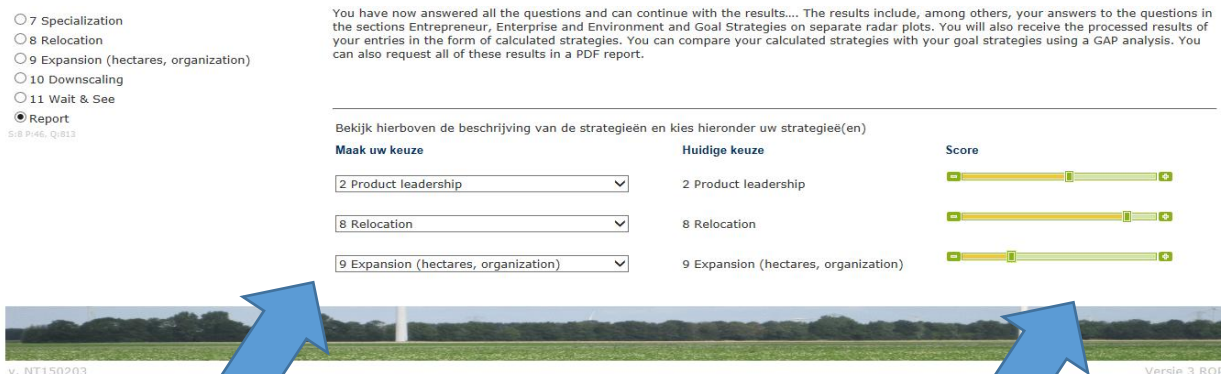 7 Specialization
8 Relocation
9 Expansion (hectares, organization)
10 Downscaling
11 Wait & See
Report
S:8 P:46, Q:813
You have now answered all the questions and can continue with the results.... The results include, among others, your answers to the questions in
the sections Entrepreneur, Enterprise and Environment and Goal Strategies on separate radar plots. You will also receive the processed results of
your entries in the form of calculated strategies. You can compare your calculated strategies with your goal strategies using a GAP analysis. You
can also request all of these results in a PDF report.
Bekijk hierboven de beschrijving van de strategieën en kies hieronder uw strategieë(en)
Maak uw keuze Huidige keuze Score
2 Product leadership 2 Product leadership
8 Relocation 8 Relocation
9 Expansion (hectares, organization) 9 Expansion (hectares, organization)
v. NT150203 Versie 3 ROP